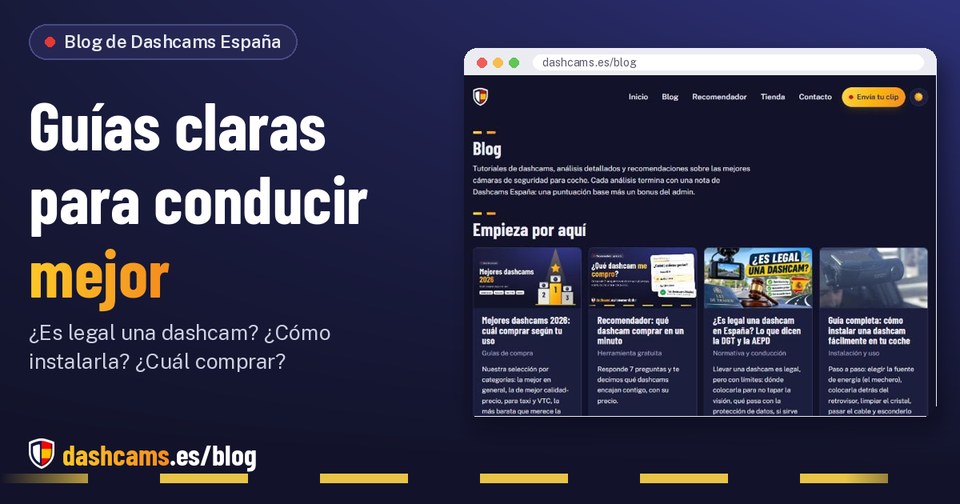 Blog de Dashcams España
Guías claras
para conducir
mejor
¿Es legal una dashcam? ¿Cómo
instalarla? ¿Cuál comprar?
dashcams.es/blog
dashcams.es/blog
Inicio Blog Recomendador Tienda Contacto Envía tu clip
Blog
Tutoriales de dashcams, análisis detallados y recomendaciones sobre las mejores
cámaras de seguridad para coche. Cada análisis termina con una nota de
Dashcams España: una puntuación base más un bonus del admin.
Empieza por aquí
Mejores dashcams
2026
2 1 3
¿Qué dashcam me
compro?
¿ES LEGAL
UNA DASHCAM?
Mejores dashcams 2026:
cuál comprar según tu
uso
Guías de compra
Nuestra selección por
categorías: la mejor en
general, la de mejor calidad-
precio, para taxi y VTC, la
más barata que merece la
Recomendador: qué
dashcam comprar en un
minuto
Herramienta gratuita
Responde 7 preguntas y te
decimos qué dashcams
encajan contigo, con su
precio.
¿Es legal una dashcam
en España? Lo que dicen
la DGT y la AEPD
Normativa y conducción
Llevar una dashcam es legal,
pero con límites: dónde
colocarla para no tapar la
visión, qué pasa con la
protección de datos, si sirve
Guía completa: cómo
instalar una dashcam
fácilmente en tu coche
Instalación y uso
Paso a paso: elegir la fuente
de energía (el mechero),
colocarla detrás del
retrovisor, limpiar el cristal,
pasar el cable y esconderlo